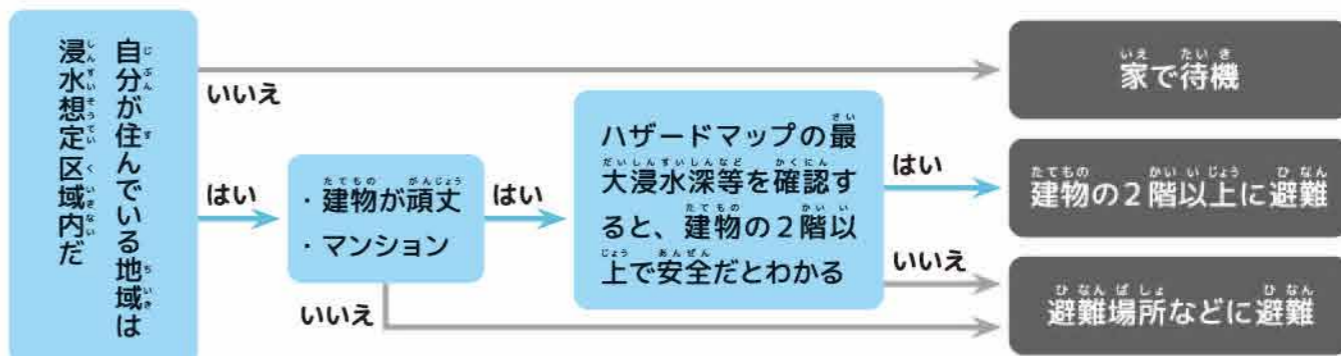 自分が住んでいる地域は
浸水想定区域内だ
いいえ
家で待機
はい
・建物が頑丈
・マンション
はい
ハザードマップの最
大浸水深等を確認す
ると、建物の2階以
上で安全だとわかる
はい
建物の2階以上に避難
いいえ
避難場所などに避難
いいえ